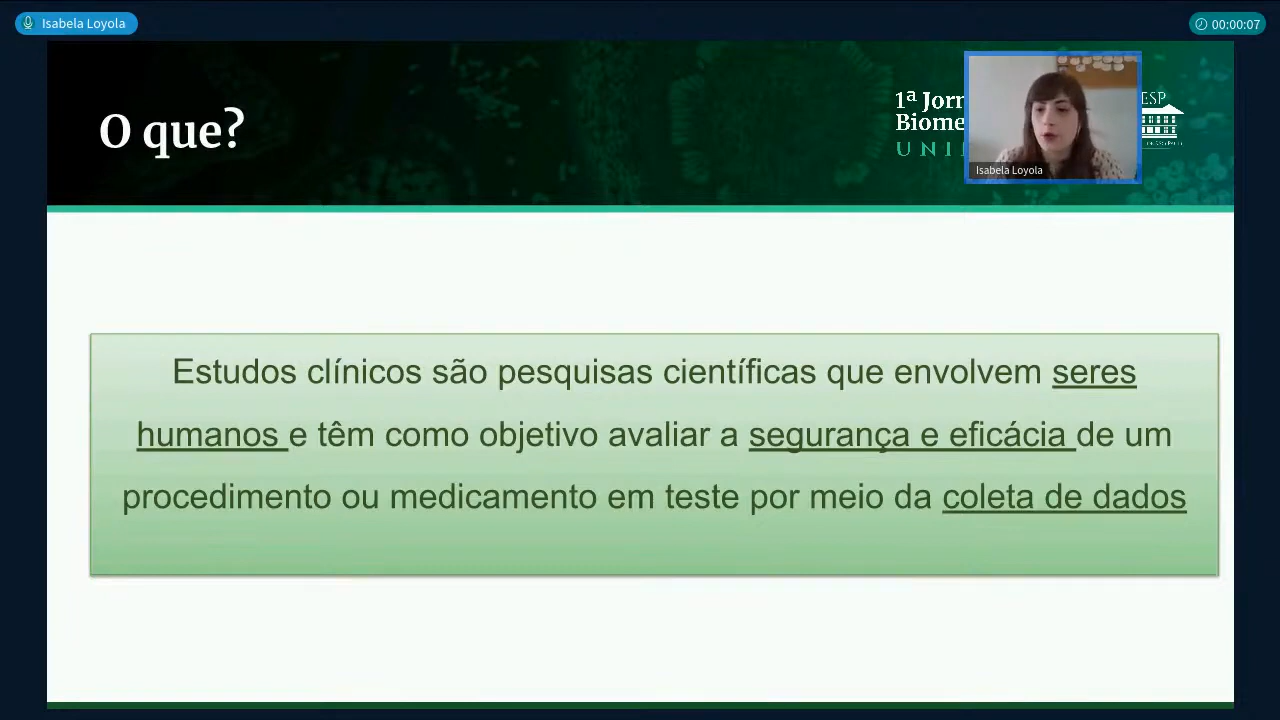 Isabela Loyola
00:00:07
O que?
1ª Jorn
Biome
UNI
ESP
Isabela Loyola
Estudos clínicos são pesquisas científicas que envolvem seres
humanos e têm como objetivo avaliar a segurança e eficácia de um
procedimento ou medicamento em teste por meio da coleta de dados